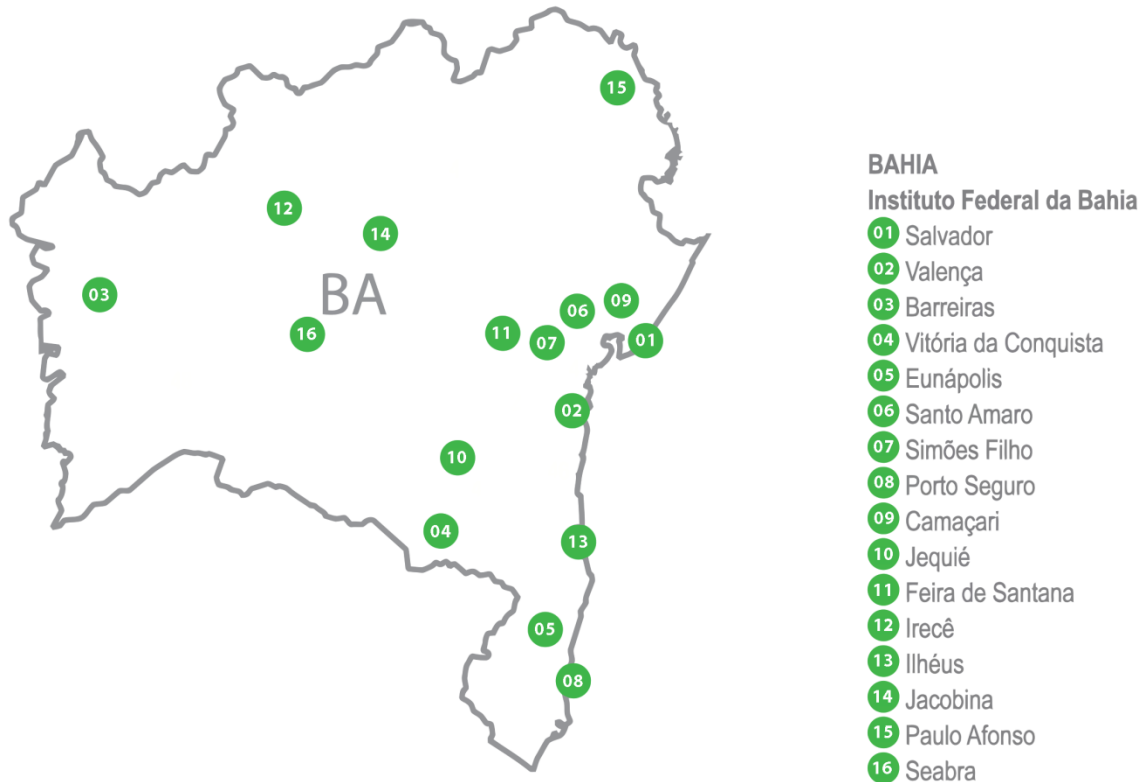 15
12
14
03
BA
09
06
11
07
01
16
02
10
04
13
05
08
BAHIA
Instituto Federal da Bahia
01 Salvador
02 Valença
03 Barreiras
04 Vitória da Conquista
05 Eunápolis
06 Santo Amaro
07 Simões Filho
08 Porto Seguro
09 Camaçari
10 Jequié
11 Feira de Santana
12 Irecê
13 Ilhéus
14 Jacobina
15 Paulo Afonso
16 Seabra